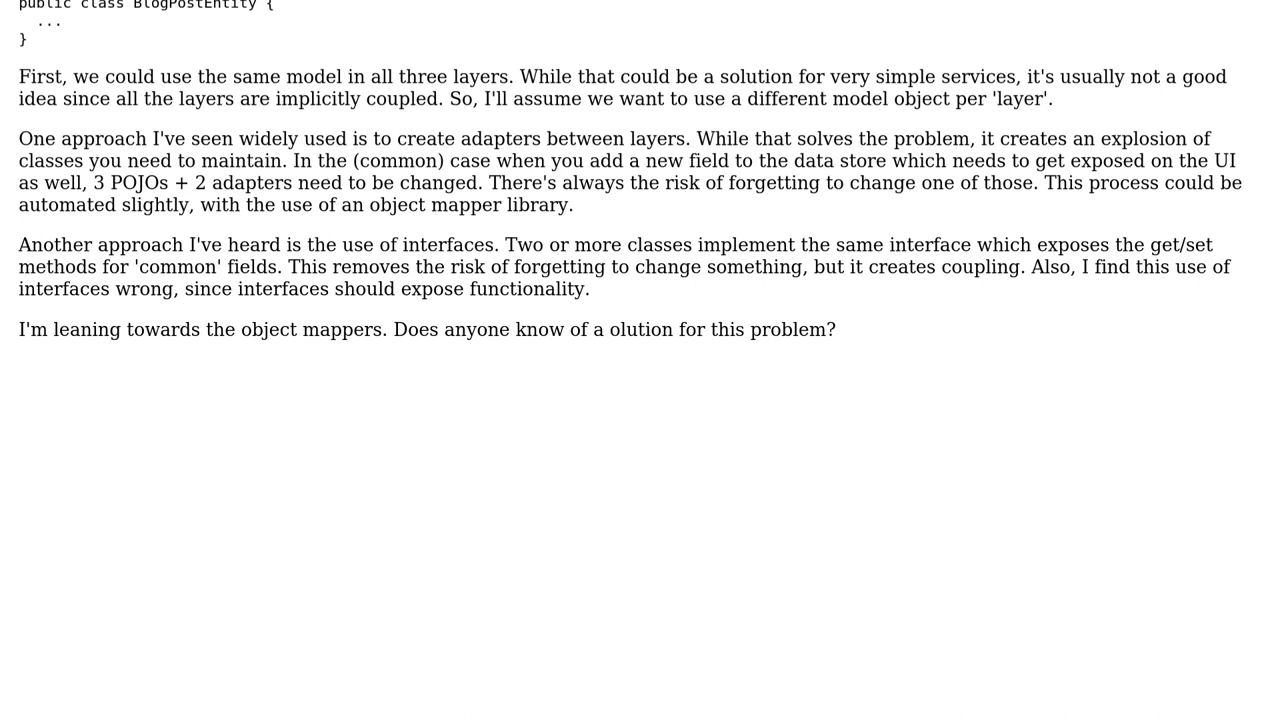 public class BlogPostEntity {
...
}
First, we could use the same model in all three layers. While that could be a solution for very simple services, it's usually not a good
idea since all the layers are implicitly coupled. So, I'll assume we want to use a different model object per 'layer'.
One approach I've seen widely used is to create adapters between layers. While that solves the problem, it creates an explosion of
classes you need to maintain. In the (common) case when you add a new field to the data store which needs to get exposed on the UI
as well, 3 POJOs + 2 adapters need to be changed. There's always the risk of forgetting to change one of those. This process could be
automated slightly, with the use of an object mapper library.
Another approach I've heard is the use of interfaces. Two or more classes implement the same interface which exposes the get/set
methods for 'common' fields. This removes the risk of forgetting to change something, but it creates coupling. Also, I find this use of
interfaces wrong, since interfaces should expose functionality.
I'm leaning towards the object mappers. Does anyone know of a olution for this problem?